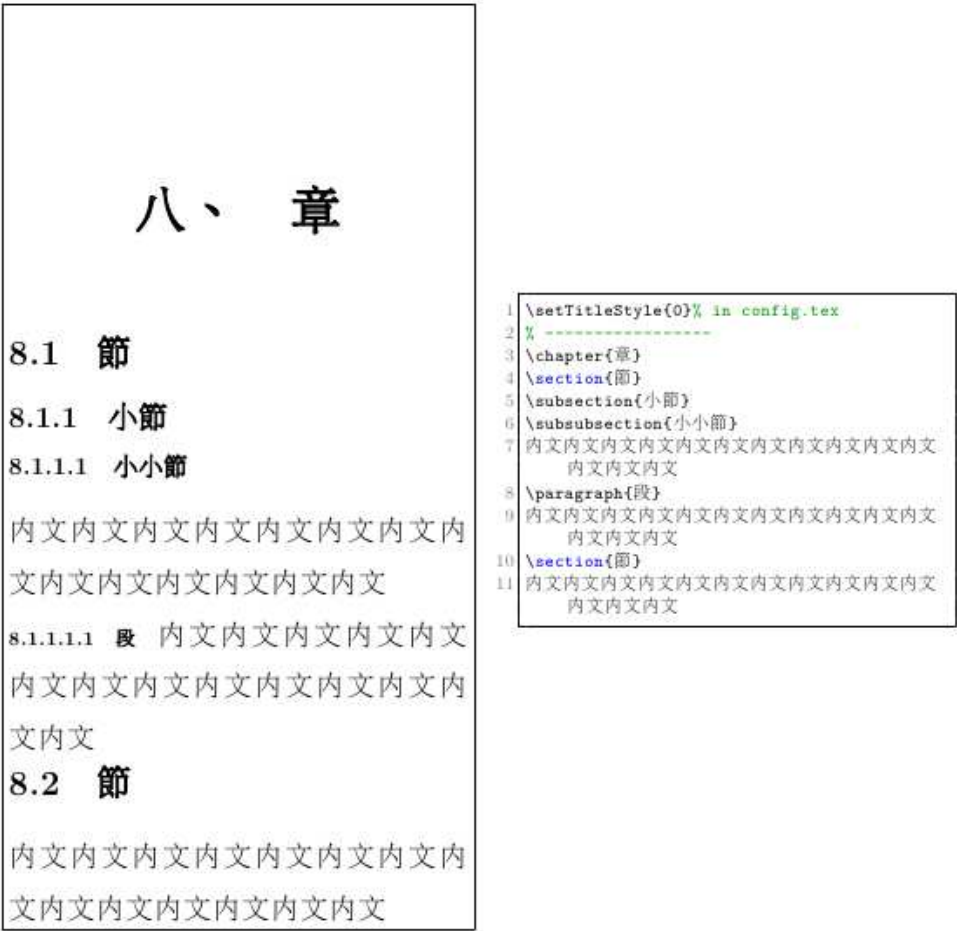 八、 章
8.1 節
8.1.1 小節
8.1.1.1 小小節
内文内文内文内文内文内文内文内
文内文内文内文内文内文内文
8.1.1.1.1 段 内文内文内文内文内文
内文内文内文内文内文内文内文内
文内文
8.2 節
内文内文内文内文内文内文内文内
文内文内文内文内文内文内文
1 \setTitleStyle{0}% in config.tex
2 % -----------------
3 \chapter{章}
4 \section{節}
5 \subsection{小節}
6 \subsubsection{小小節}
7 内文内文内文内文内文内文内文内文内文内文内文
内文内文内文
8 \paragraph{段}
9 内文内文内文内文内文内文内文内文内文内文内文
内文内文内文
10 \section{節}
11 内文内文内文内文内文内文内文内文内文内文内文
内文内文内文